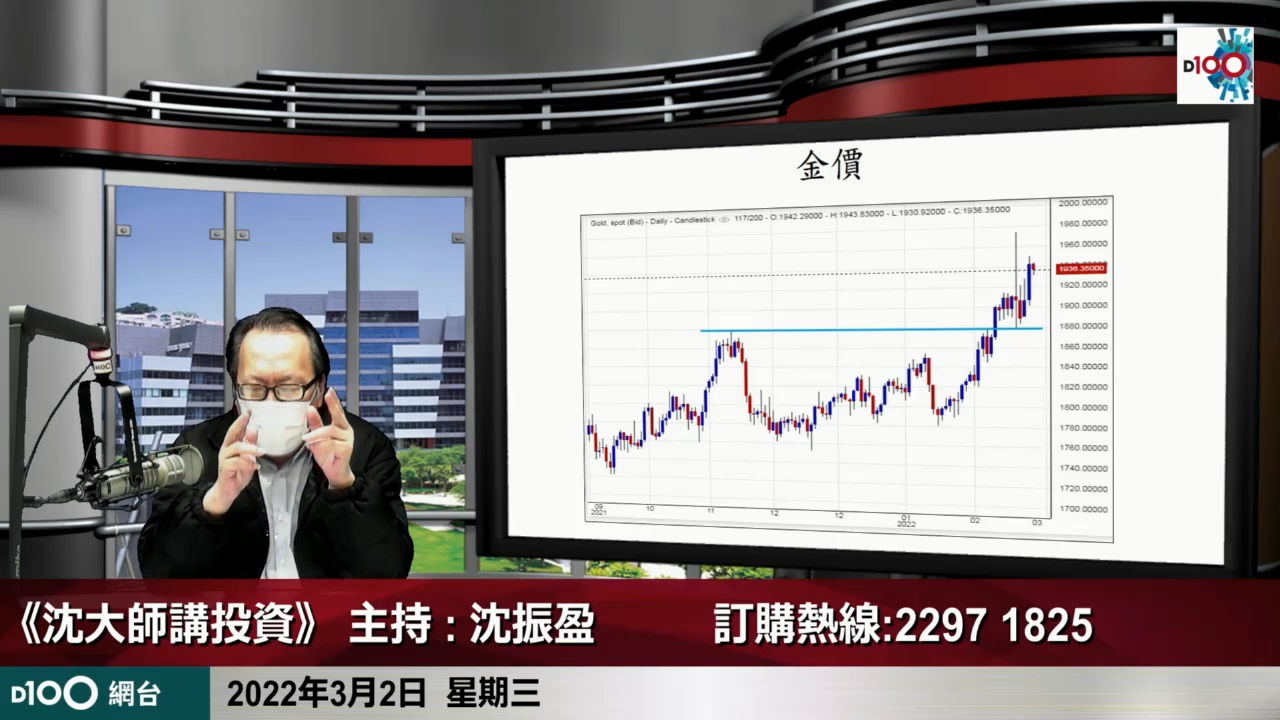 D100
金價
Gold, spot (Bid) - Daily - Candlestick 117/200 - O:1942.29000 - H:1943.83000 - L:1930.92000 - C:1936.35000
2000.00000
1980.00000
1960.00000
1936.35000
1920.00000
1900.00000
1880.00000
1860.00000
1840.00000
1820.00000
1800.00000
1780.00000
1760.00000
1740.00000
1720.00000
1700.00000
09 10 11 12 12 01 02 03
2021 2022
D100
《沈大師講投資》 主持：沈振盈 訂購熱線:2297 1825
D100 網台 2022年3月2日 星期三